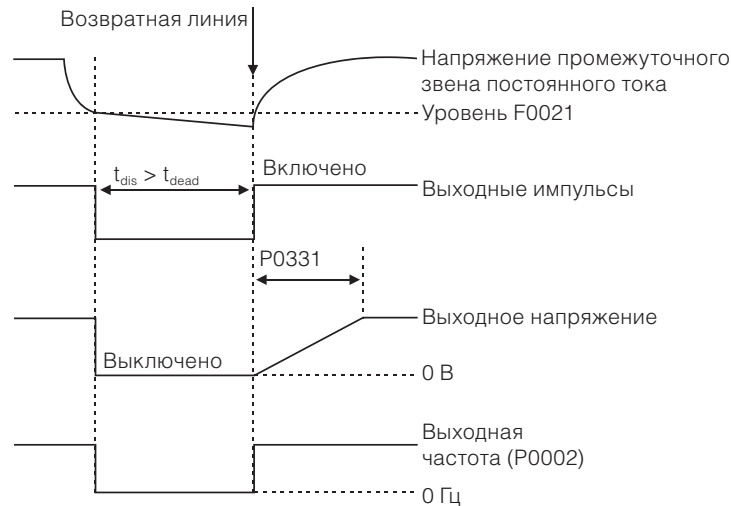 Возвратная линия
Напряжение промежуточного
звена постоянного тока
Уровень F0021
t_dis > t_dead
Включено
Выходные импульсы
P0331
Выходное напряжение
Выключено
0 В
Выходная
частота (P0002)
0 Гц